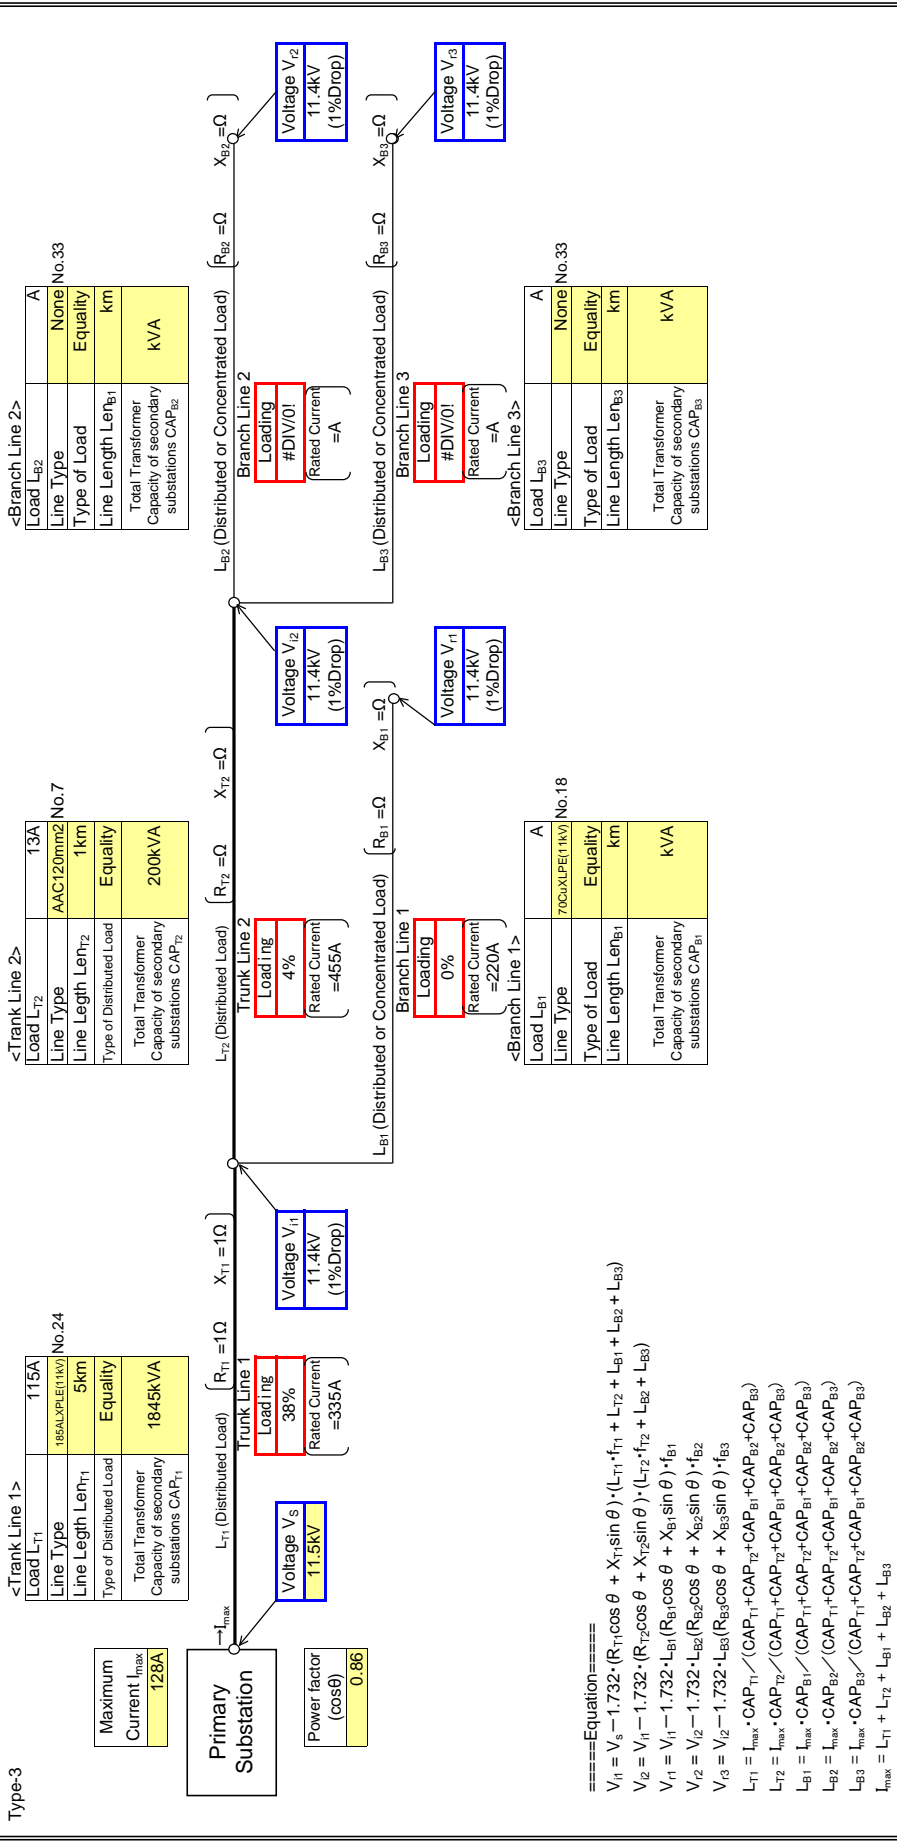 Type-3
Maximum
Current Imax
128A
Primary
Substation
Power factor
(cosθ)
0.86
→Imax
Voltage VS
11.5kV
<Trank Line 1>
Load LT1 115A
Line Type 185ALXPLE(11kV) No.24
Line Legth LenT1 5km
Type of Distributed Load Equality
Total Transformer
Capacity of secondary
substations CAPT1
1845kVA
LT1 (Distributed Load)
RT1 =1Ω XT1 =1Ω
Trunk Line 1
Loading
38%
Rated Current
=335A
Voltage Vi1
11.4kV
(1%Drop)
<Trank Line 2>
Load LT2 13A
Line Type AAC120mm2 No.7
Line Legth LenT2 1km
Type of Distributed Load Equality
Total Transformer
Capacity of secondary
substations CAPT2
200kVA
LT2 (Distributed Load)
RT2 =Ω XT2 =Ω
Trunk Line 2
Loading
4%
Rated Current
=455A
Voltage Vi2
11.4kV
(1%Drop)
LB1 (Distributed or Concentrated Load)
RB1 =Ω XB1 =Ω
Branch Line 1
Loading
0%
Rated Current
=220A
Voltage Vr1
11.4kV
(1%Drop)
<Branch Line 1>
Load LB1 A
Line Type 70CuXLPE(11kV) No.18
Type of Load Equality
Line Length LenB1 km
Total Transformer
Capacity of secondary
substations CAPB1
kVA
<Branch Line 2>
Load LB2 A
Line Type None No.33
Type of Load Equality
Line Length LenB1 km
Total Transformer
Capacity of secondary
substations CAPB2
kVA
LB2 (Distributed or Concentrated Load)
RB2 =Ω XB2 =Ω
Branch Line 2
Loading
#DIV/0!
Rated Current
=A
Voltage Vr2
11.4kV
(1%Drop)
LB3 (Distributed or Concentrated Load)
RB3 =Ω XB3 =Ω
Branch Line 3
Loading
#DIV/0!
Rated Current
=A
Voltage Vr3
11.4kV
(1%Drop)
<Branch Line 3>
Load LB3 A
Line Type None No.33
Type of Load Equality
Line Length LenB3 km
Total Transformer
Capacity of secondary
substations CAPB3
kVA
=====Equation=====
Vi1 = Vs－1.732・(RT1cos θ + XT1sin θ)・(LT1・fT1 + LT2 + LB1 + LB2 + LB3)
Vi2 = Vi1－1.732・(RT2cos θ + XT2sin θ)・(LT2・fT2 + LB2 + LB3)
Vr1 = Vi1－1.732・LB1(RB1cos θ + XB1sin θ)・fB1
Vr2 = Vi2－1.732・LB2(RB2cos θ + XB2sin θ)・fB2
Vr3 = Vi2－1.732・LB3(RB3cos θ + XB3sin θ)・fB3
LT1 = Imax・CAPT1／(CAPT1+CAPT2+CAPB1+CAPB2+CAPB3)
LT2 = Imax・CAPT2／(CAPT1+CAPT2+CAPB1+CAPB2+CAPB3)
LB1 = Imax・CAPB1／(CAPT1+CAPT2+CAPB1+CAPB2+CAPB3)
LB2 = Imax・CAPB2／(CAPT1+CAPT2+CAPB1+CAPB2+CAPB3)
LB3 = Imax・CAPB3／(CAPT1+CAPT2+CAPB1+CAPB2+CAPB3)
Imax = LT1 + LT2 + LB1 + LB2 + LB3